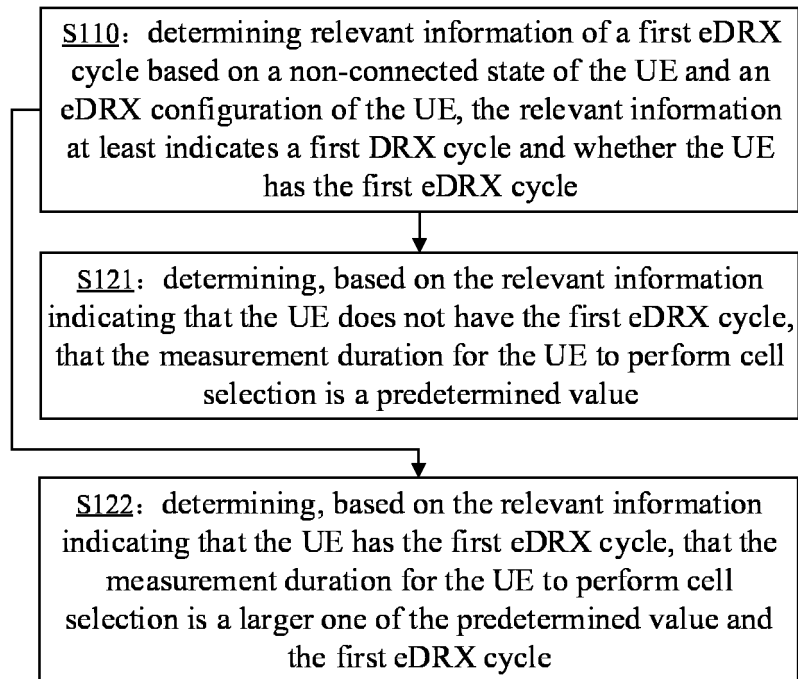 S110：determining relevant information of a first eDRX
cycle based on a non-connected state of the UE and an
eDRX configuration of the UE, the relevant information
at least indicates a first DRX cycle and whether the UE
has the first eDRX cycle
S121：determining, based on the relevant information
indicating that the UE does not have the first eDRX cycle,
that the measurement duration for the UE to perform cell
selection is a predetermined value
S122：determining, based on the relevant information
indicating that the UE has the first eDRX cycle, that the
measurement duration for the UE to perform cell
selection is a larger one of the predetermined value and
the first eDRX cycle